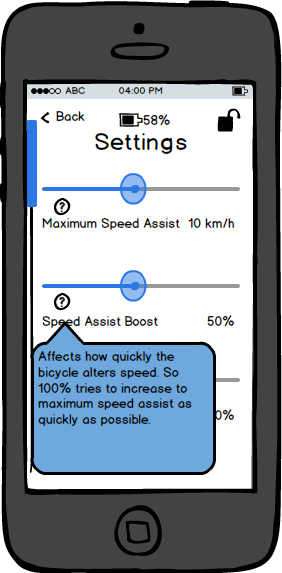 ABC 04:00 PM
< Back 58%
Settings
?
Maximum Speed Assist 10 km/h
?
Speed Assist Boost 50%
Affects how quickly the
bicycle alters speed. So
100% tries to increase to
maximum speed assist as
quickly as possible.
0%